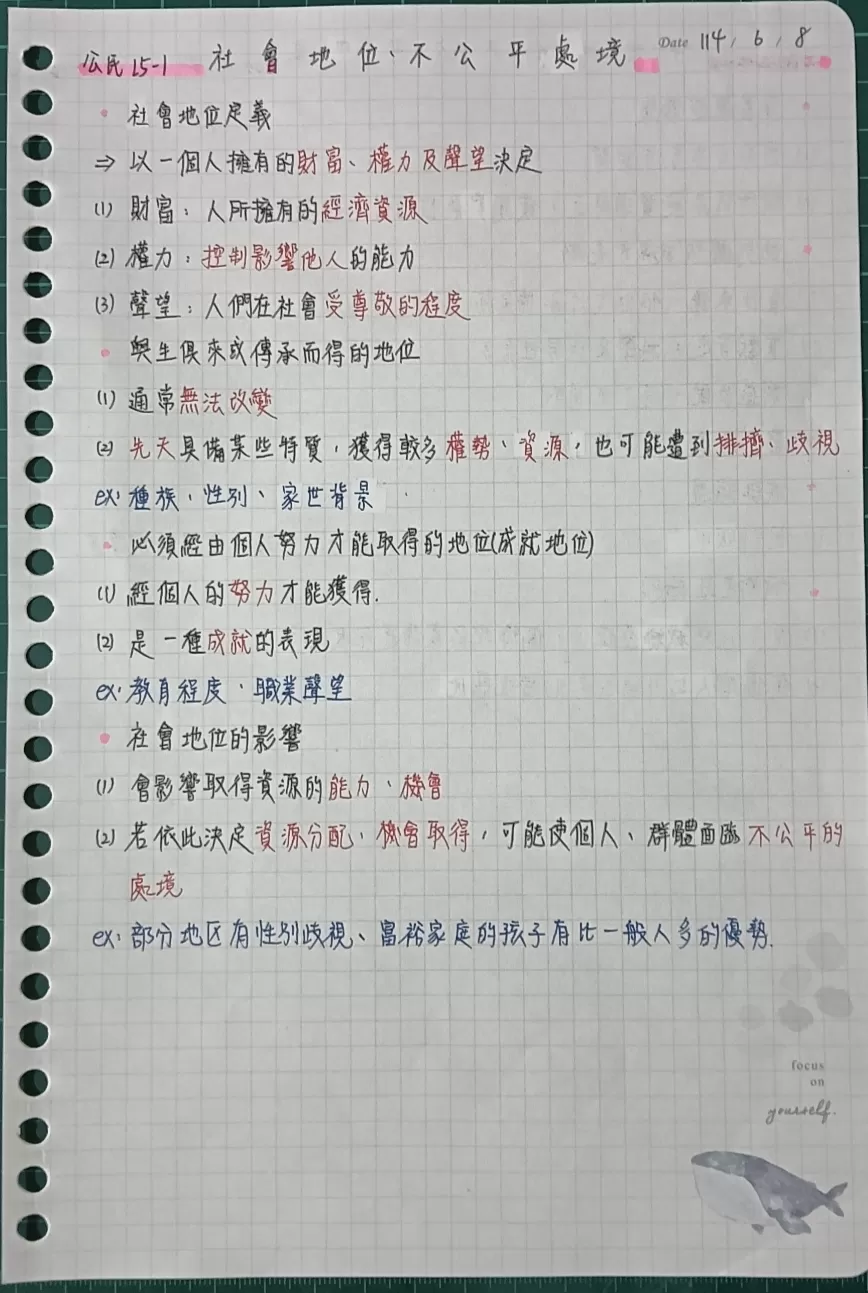 公民15-1 社會地位、不公平處境 Date 114/6/8
社會地位定義
⇒ 以一個人擁有的財富、權力及聲望決定
(1) 財富：人所擁有的經濟資源
(2) 權力：控制影響他人的能力
(3) 聲望：人們在社會受尊敬的程度
與生俱來或傳承而得的地位
(1) 通常無法改變
(2) 先天具備某些特質，獲得較多權勢、資源，也可能遭到排擠、歧視
ex: 種族、性別、家世背景
必須經由個人努力才能取得的地位(成就地位)
(1) 經個人的努力才能獲得.
(2) 是一種成就的表現
ex: 教育程度、職業聲望
社會地位的影響
(1) 會影響取得資源的能力、機會
(2) 若依此決定資源分配、機會取得，可能使個人、群體面臨不公平的
處境
ex: 部分地区有性別歧視、富裕家庭的孩子有比一般人多的優勢.
focus
on
yourself.